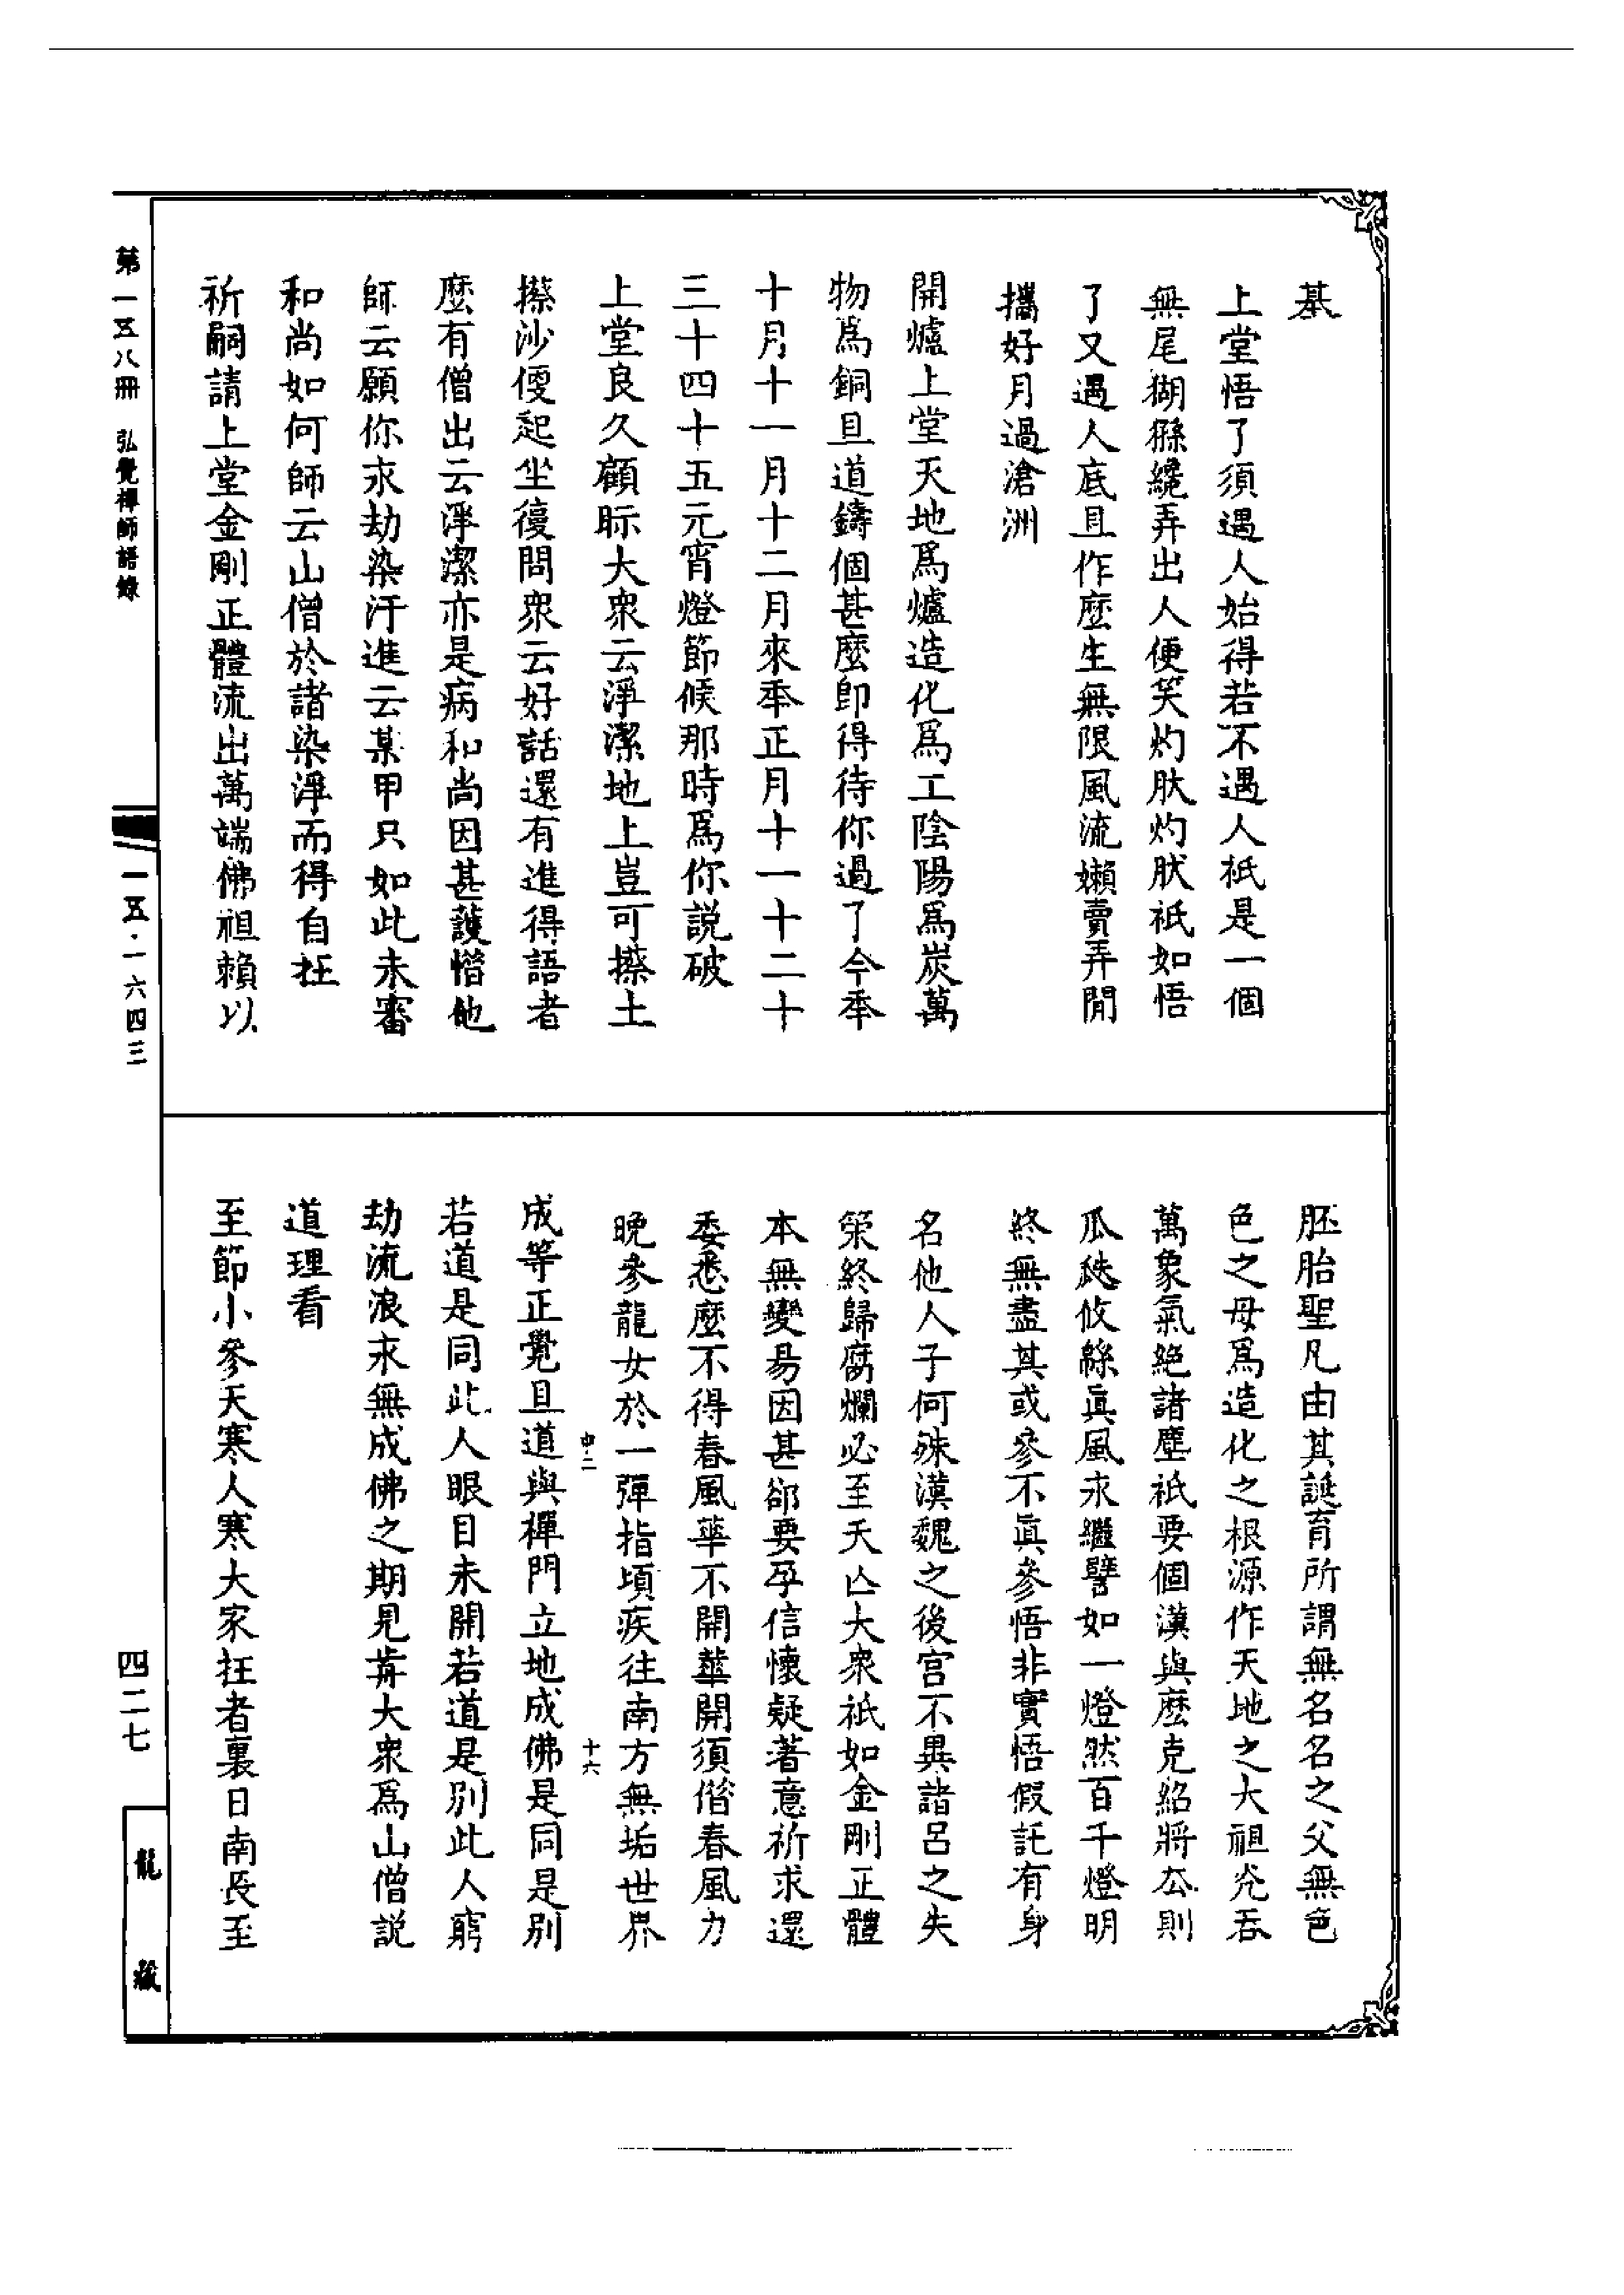 基
上堂悟了須遇人始得若不遇人祇是一個
無尾猢猻纔弄出人便笑灼肰灼肰祇如悟
了又遇人底且作麼生無限風流嬾賣弄閒
攜好月過滄洲
開爐上堂天地爲爐造化爲工陰陽爲炭萬
物爲銅且道鑄個甚麼卽得待你過了今年
十月十一月十二月來年正月十一十二十
三十四十五元宵燈節候那時爲你說破
上堂良久顧眎大衆云淨潔地上豈可擦土
擦沙便起坐復問衆云好話還有進得語者
麼有僧出云淨潔亦是病和尚因甚護惜他
師云願你永劫染汙進云某甲只如此未審
和尚如何師云山僧於諸染淨而得自在
祈嗣請上堂金剛正體流出萬端佛祖賴以
胚胎聖凡由其誕育所謂無名名之父無色
色之母爲造化之根源作天地之大祖光吞
萬象氣絕諸塵祇要個漢與麽克紹將去則
瓜瓞攸緜眞風永繼譬如一燈然百千燈明
終無盡其或參不眞參悟非實悟假託有身
名他人子何殊漢魏之後宫不異諸呂之失
榮終歸腐爛必至夭亾大衆祇如金剛正體
本無變易因甚卻要孕信懷疑著意祈求還
委悉麼不得春風華不開華開須借春風力
晚參龍女於一彈指頃疾往南方無垢世界
成等正覺且道與禪門立地成佛是同是別
若道是同此人眼目未開若道是別此人窮
劫流浪永無成佛之期見肯大衆爲山僧説
道理看
至節小參天寒人寒大家在者裏日南長至
十六
第一五八冊 弘覺禪師語錄
一五·一六四三
四二七
龍藏